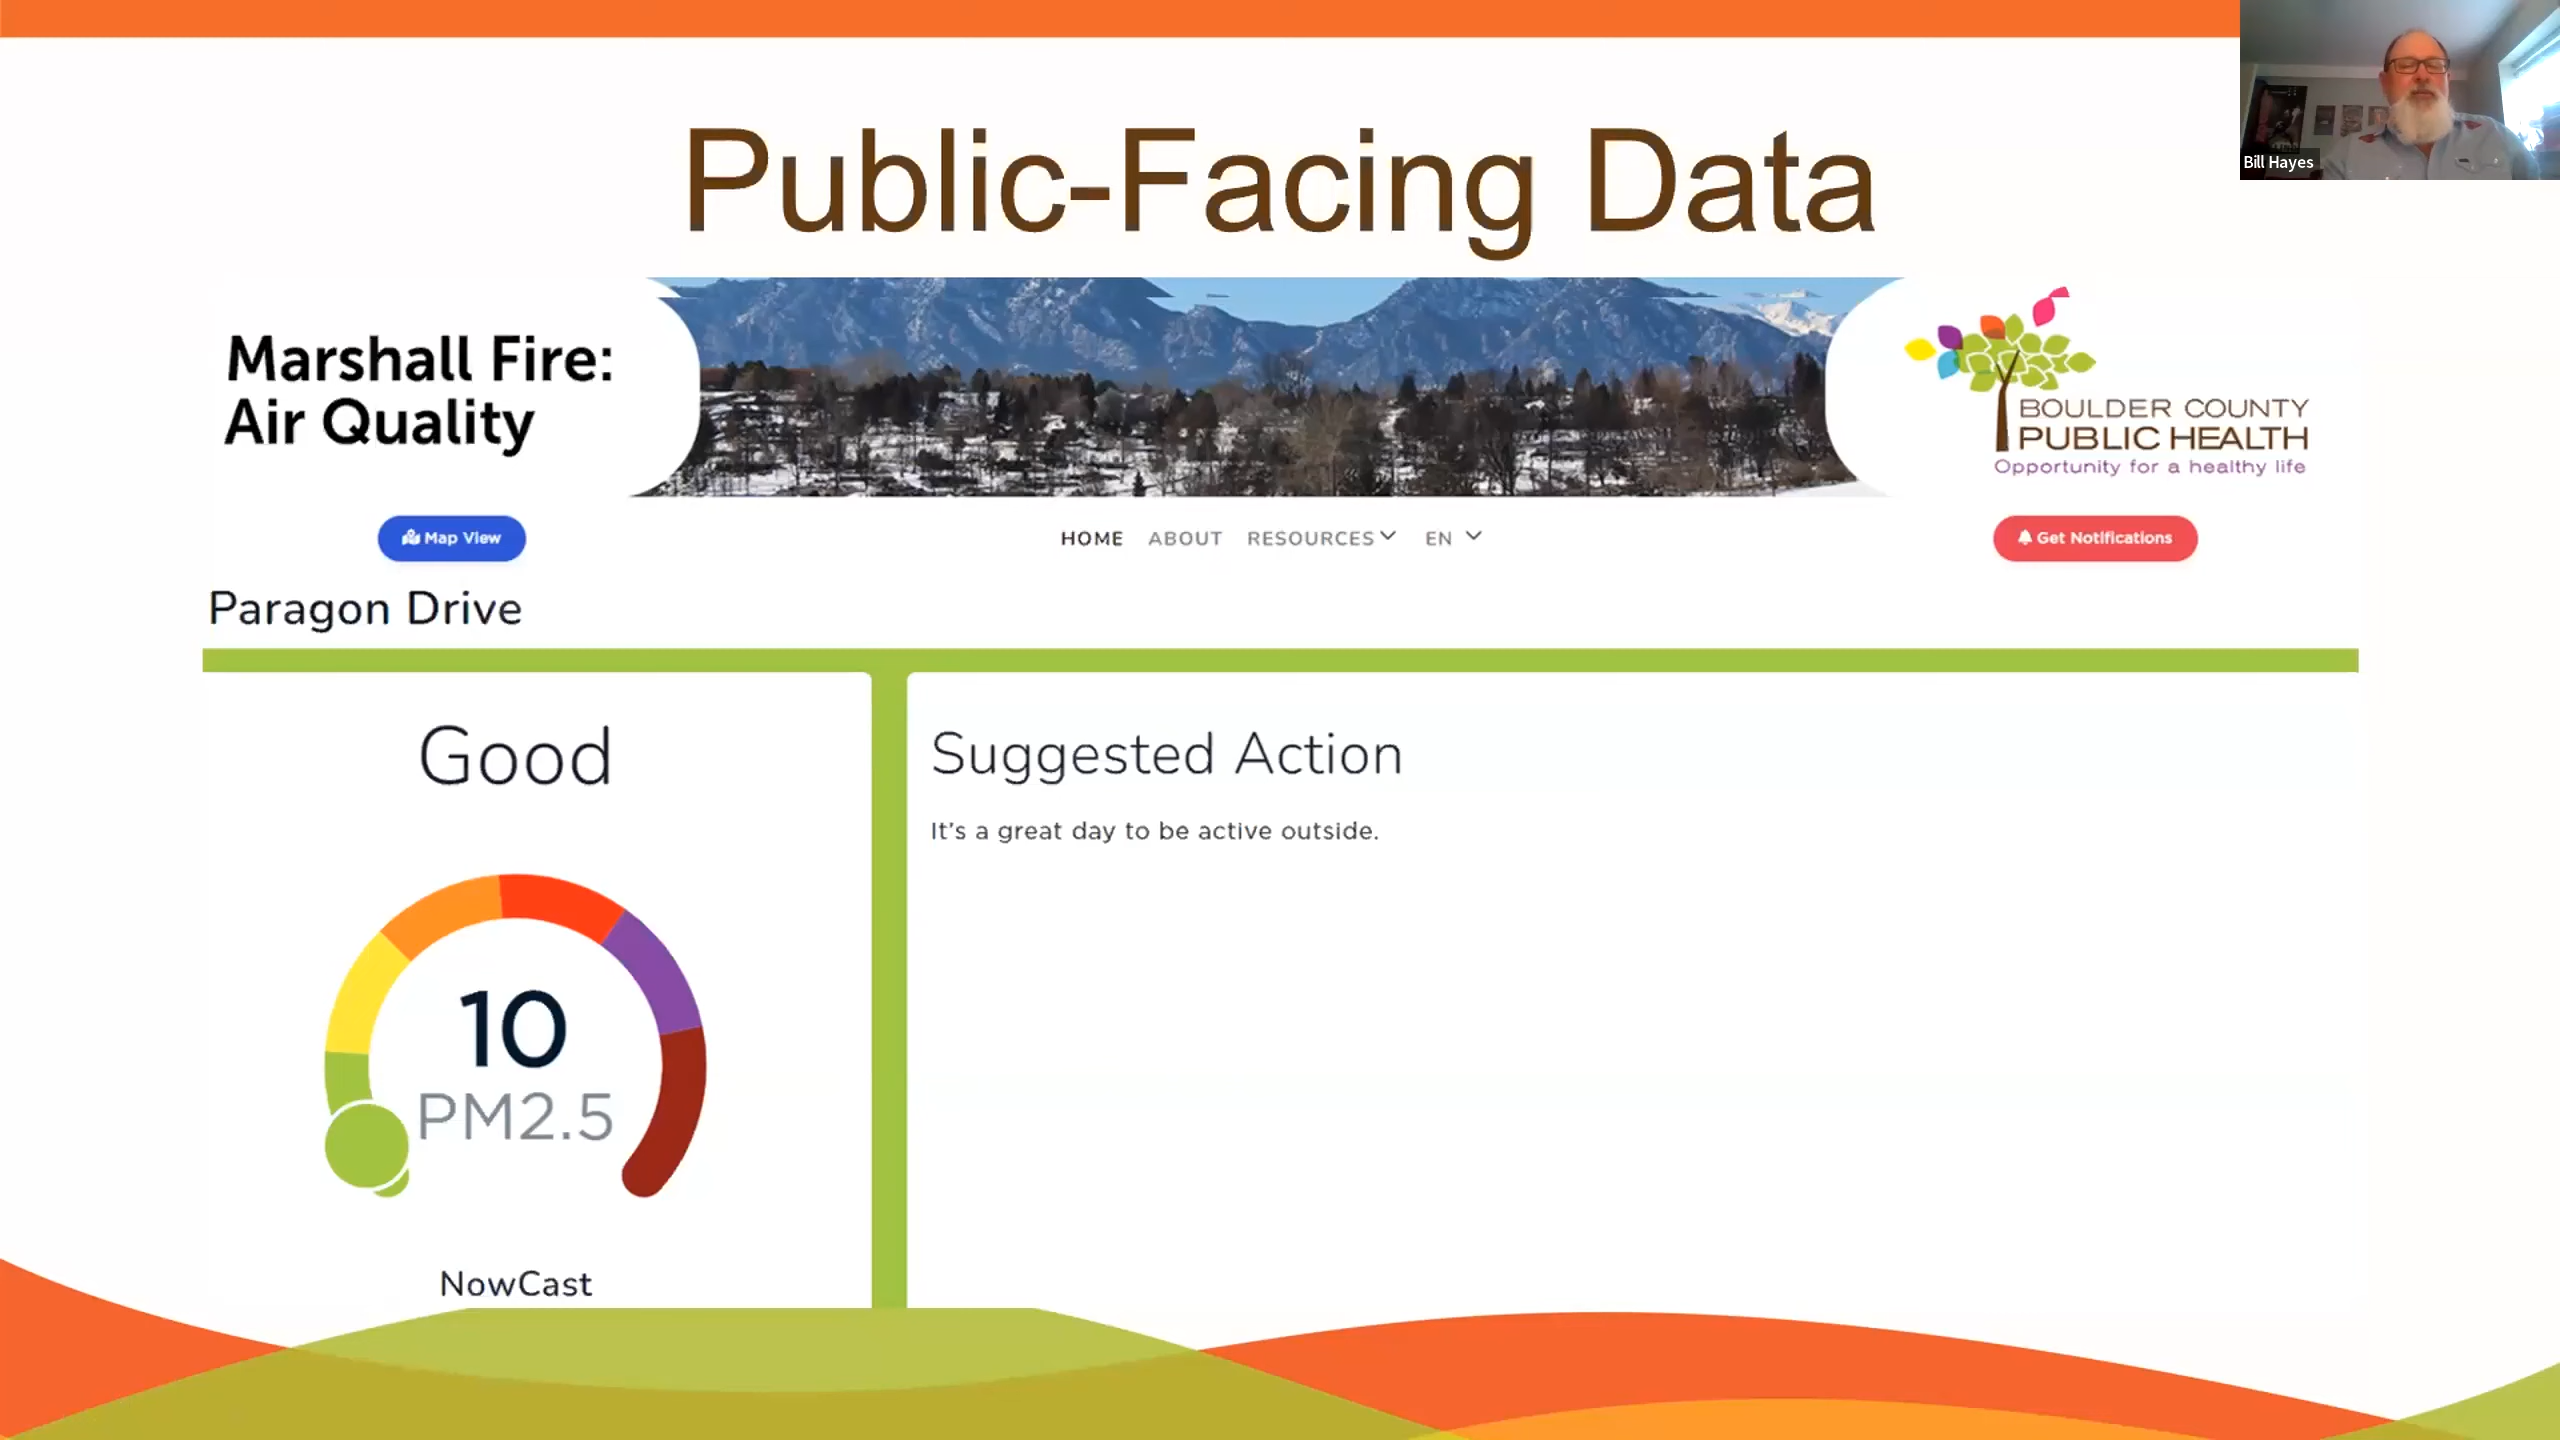 Public-Facing Data
Bill Hayes
Marshall Fire:
Air Quality
BOULDER COUNTY
PUBLIC HEALTH
Opportunity for a healthy life
Map View
HOME ABOUT RESOURCES EN
Get Notifications
Paragon Drive
Good
10
PM2.5
NowCast
Suggested Action
It's a great day to be active outside.